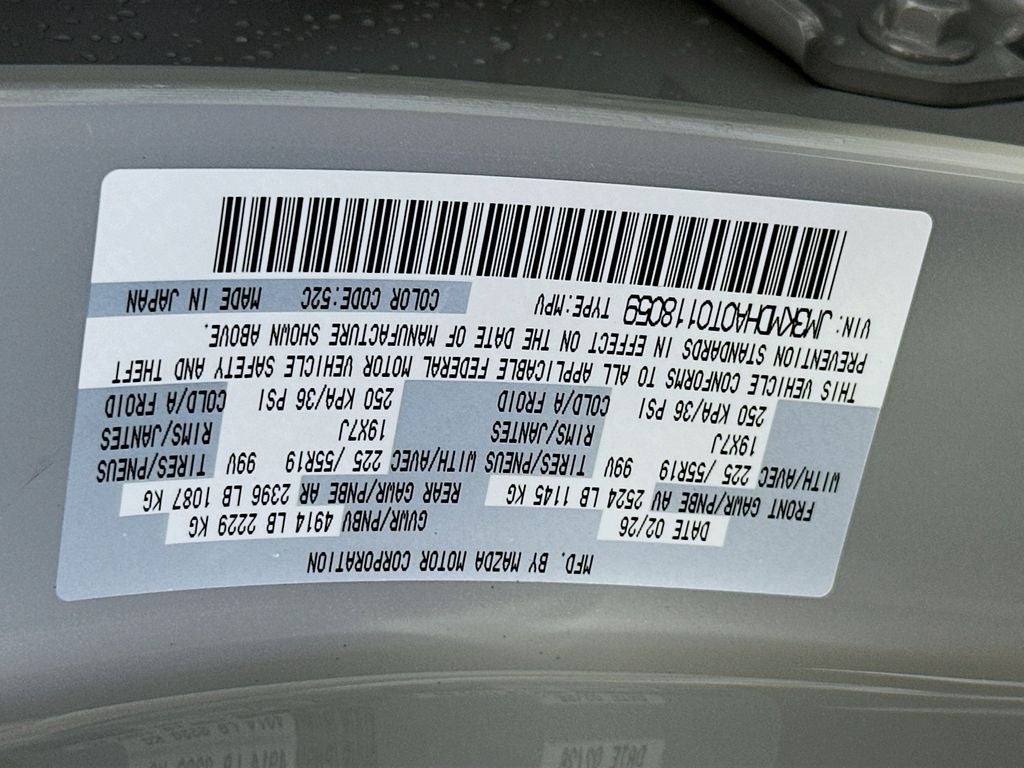 MFD. BY MAZDA MOTOR CORPORATION
DATE 02/26 GVWR/PNBV 4914 LB 2229 KG
FRONT GAWR/PNBE AV 2524 LB 1145 KG REAR GAWR/PNBE AR 2396 LB 1087 KG
WITH/AVEC 225 /55R19 99V TIRES/PNEUS WITH/AVEC 225 /55R19 99V TIRES/PNEUS
19X7J RIMS/JANTES 19X7J RIMS/JANTES
250 KPA/36 PSI COLD/A FROID 250 KPA/36 PSI COLD/A FROID
THIS VEHICLE CONFORMS TO ALL APPLICABLE FEDERAL MOTOR VEHICLE SAFETY AND THEFT
PREVENTION STANDARDS IN EFFECT ON THE DATE OF MANUFACTURE SHOWN ABOVE.
VIN: JM3KMDHA0T0118059 TYPE:MPV COLOR CODE:52C MADE IN JAPAN